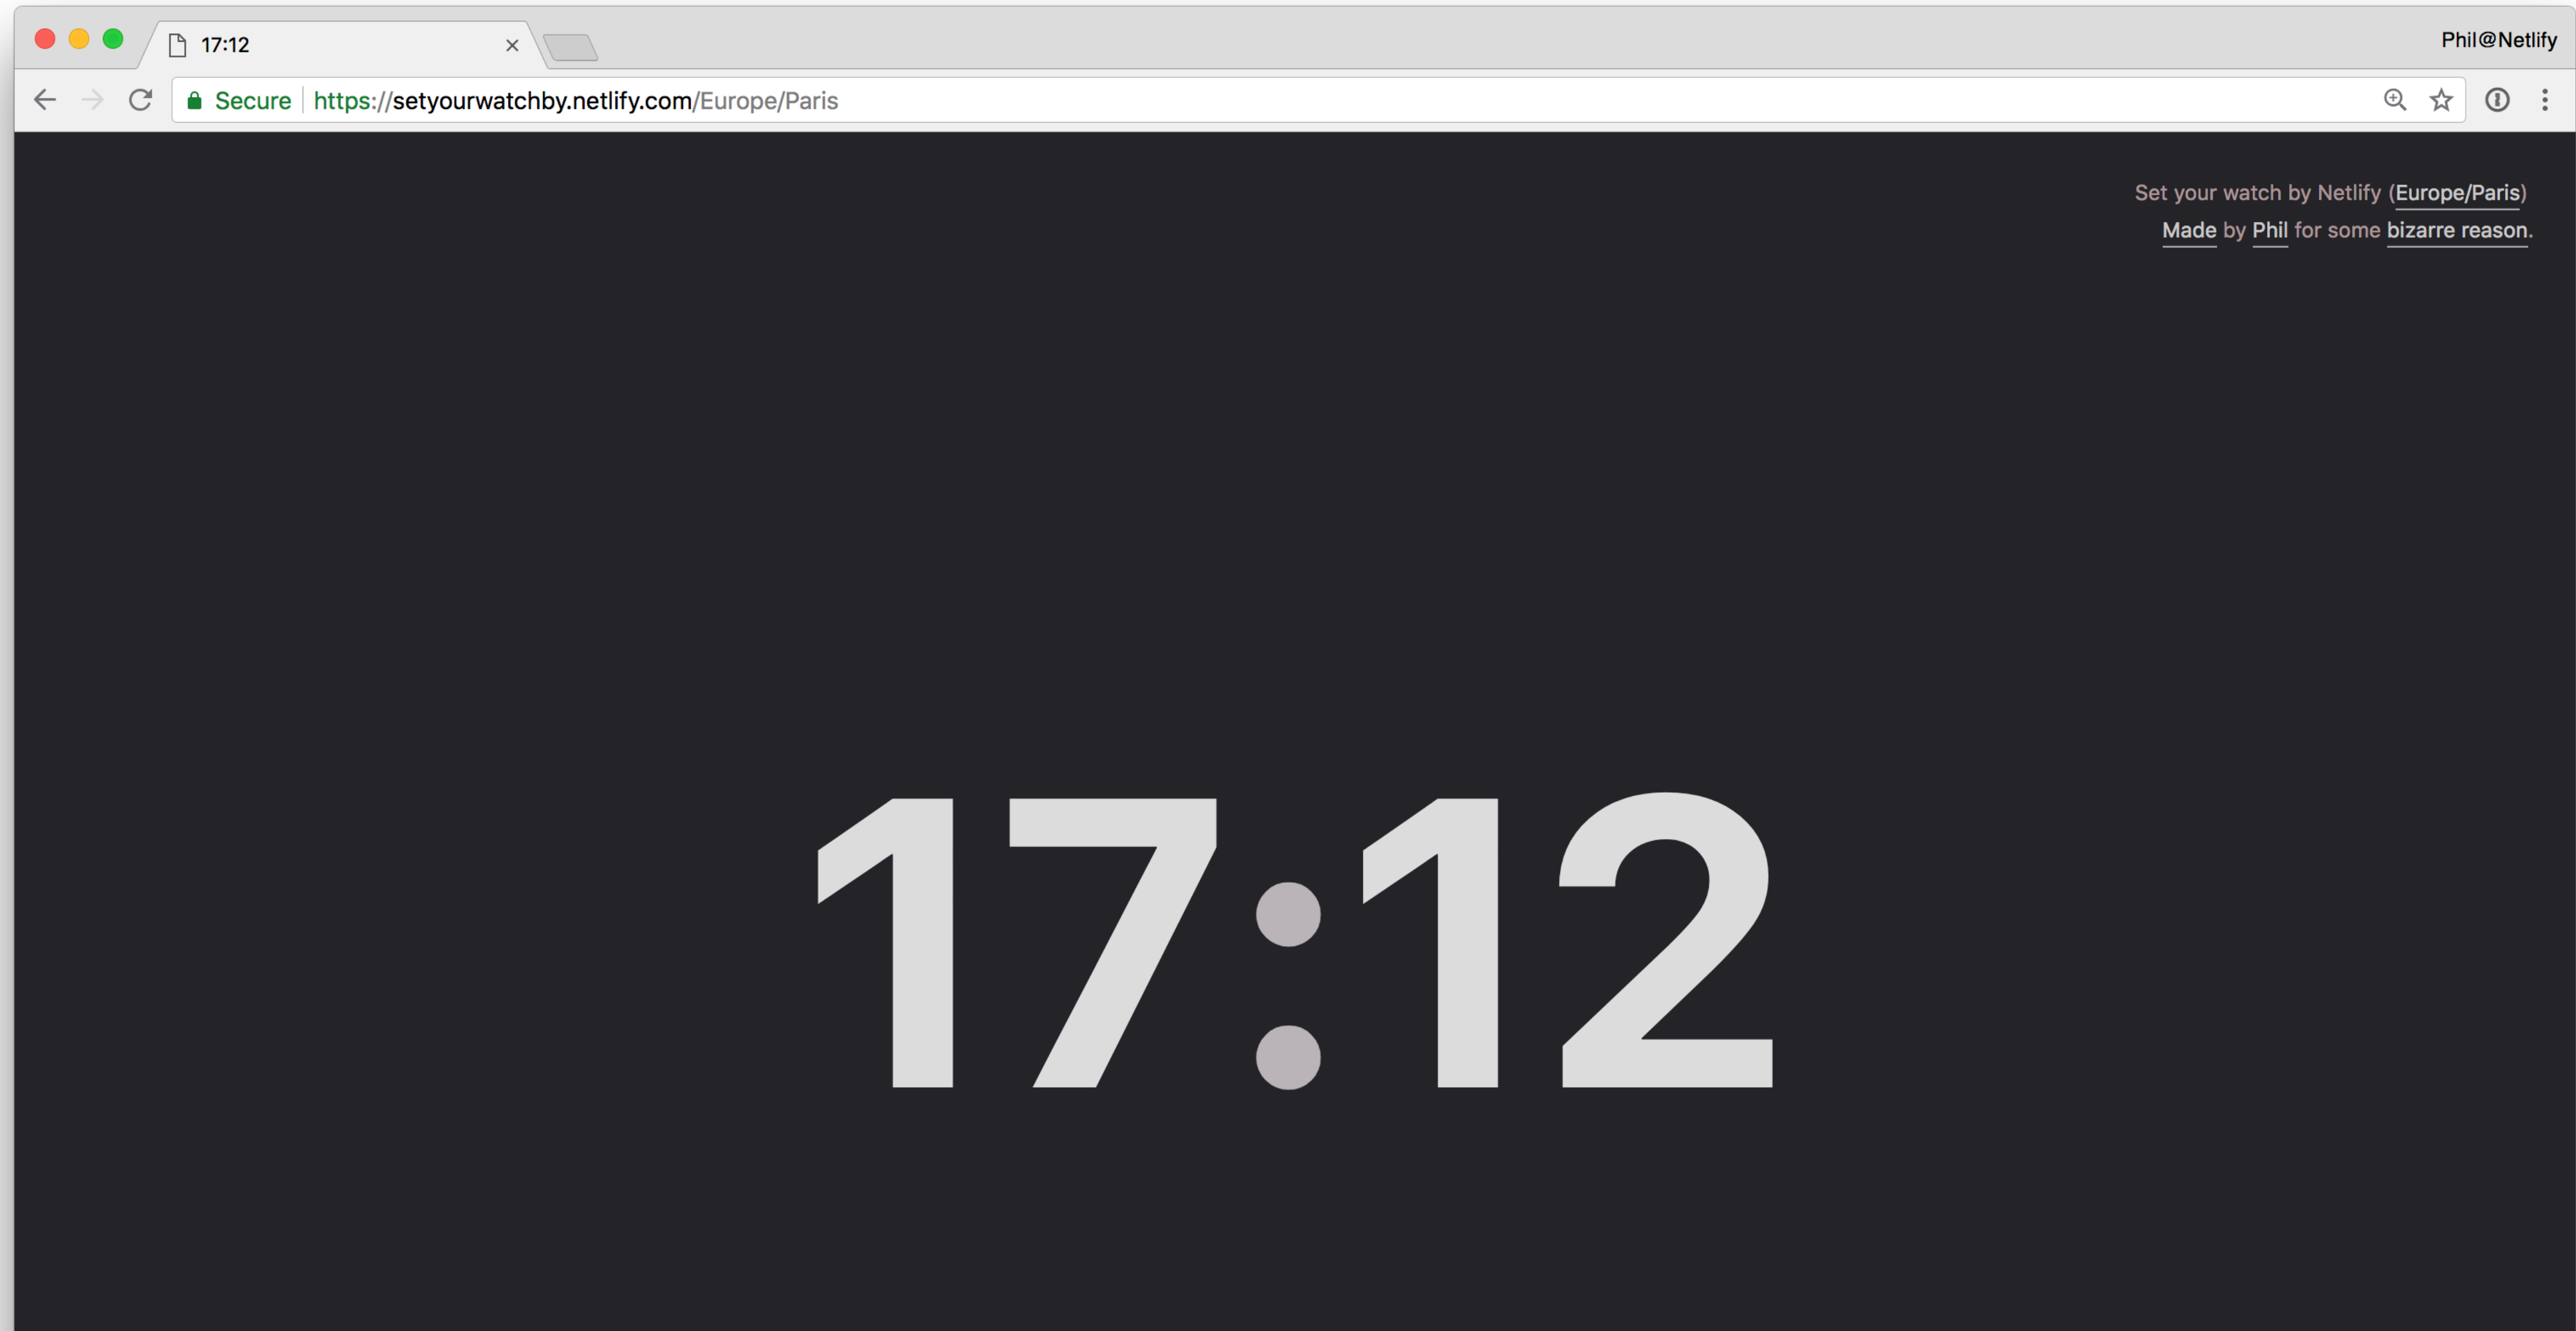 17:12
Phil@Netlify
Secure https://setyourwatchby.netlify.com/Europe/Paris
Set your watch by Netlify (Europe/Paris)
Made by Phil for some bizarre reason.
17:12